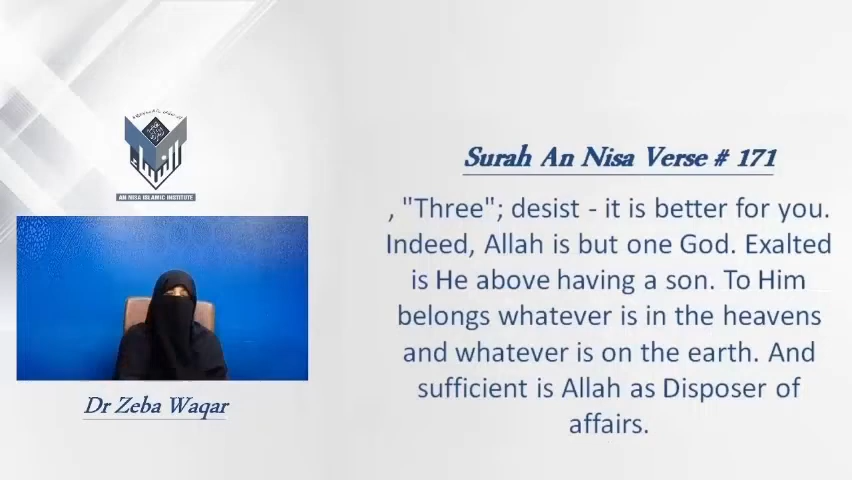 النساء
AN NISA ISLAMIC INSTITUTE
Dr Zeba Waqar
Surah An Nisa Verse # 171
, "Three"; desist - it is better for you.
Indeed, Allah is but one God. Exalted
is He above having a son. To Him
belongs whatever is in the heavens
and whatever is on the earth. And
sufficient is Allah as Disposer of
affairs.